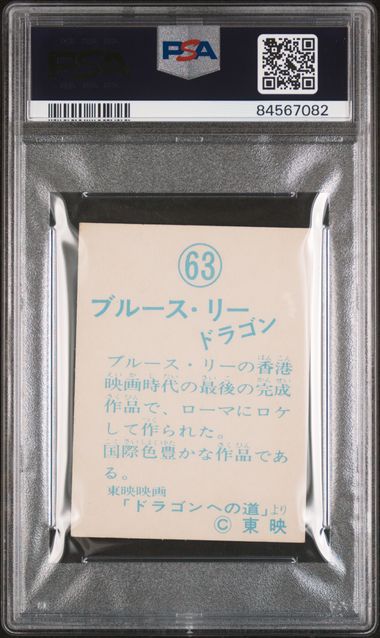 PSA
84567082
63
ブルース・リー
ドラゴン
ブルース・リーの香港
映画時代の最後の完成
作品で、ローマにロケ
して作られた。
国際色豊かな作品であ
る。
東映映画
「ドラゴンへの道」より
© 東映